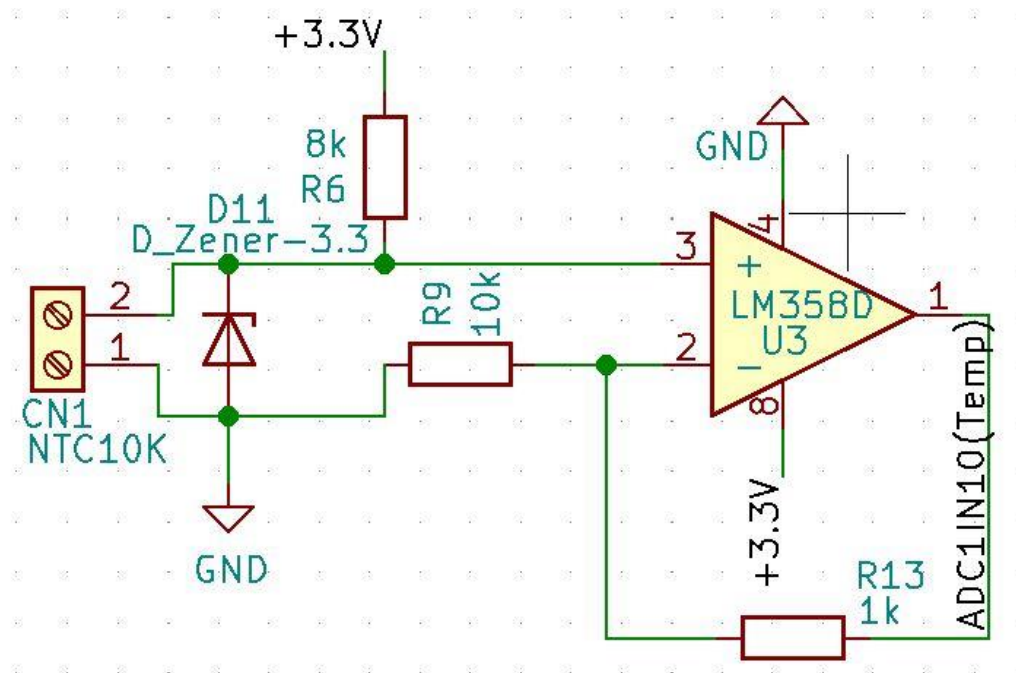 +3.3V
8k
R6
GND
D11
D_Zener-3.3
4
3
+
2
R9
10k
LM358D
U3
1
1
2
-
8
CN1
NTC10K
ADC1IN10(Temp)
+3.3V
GND
R13
1k